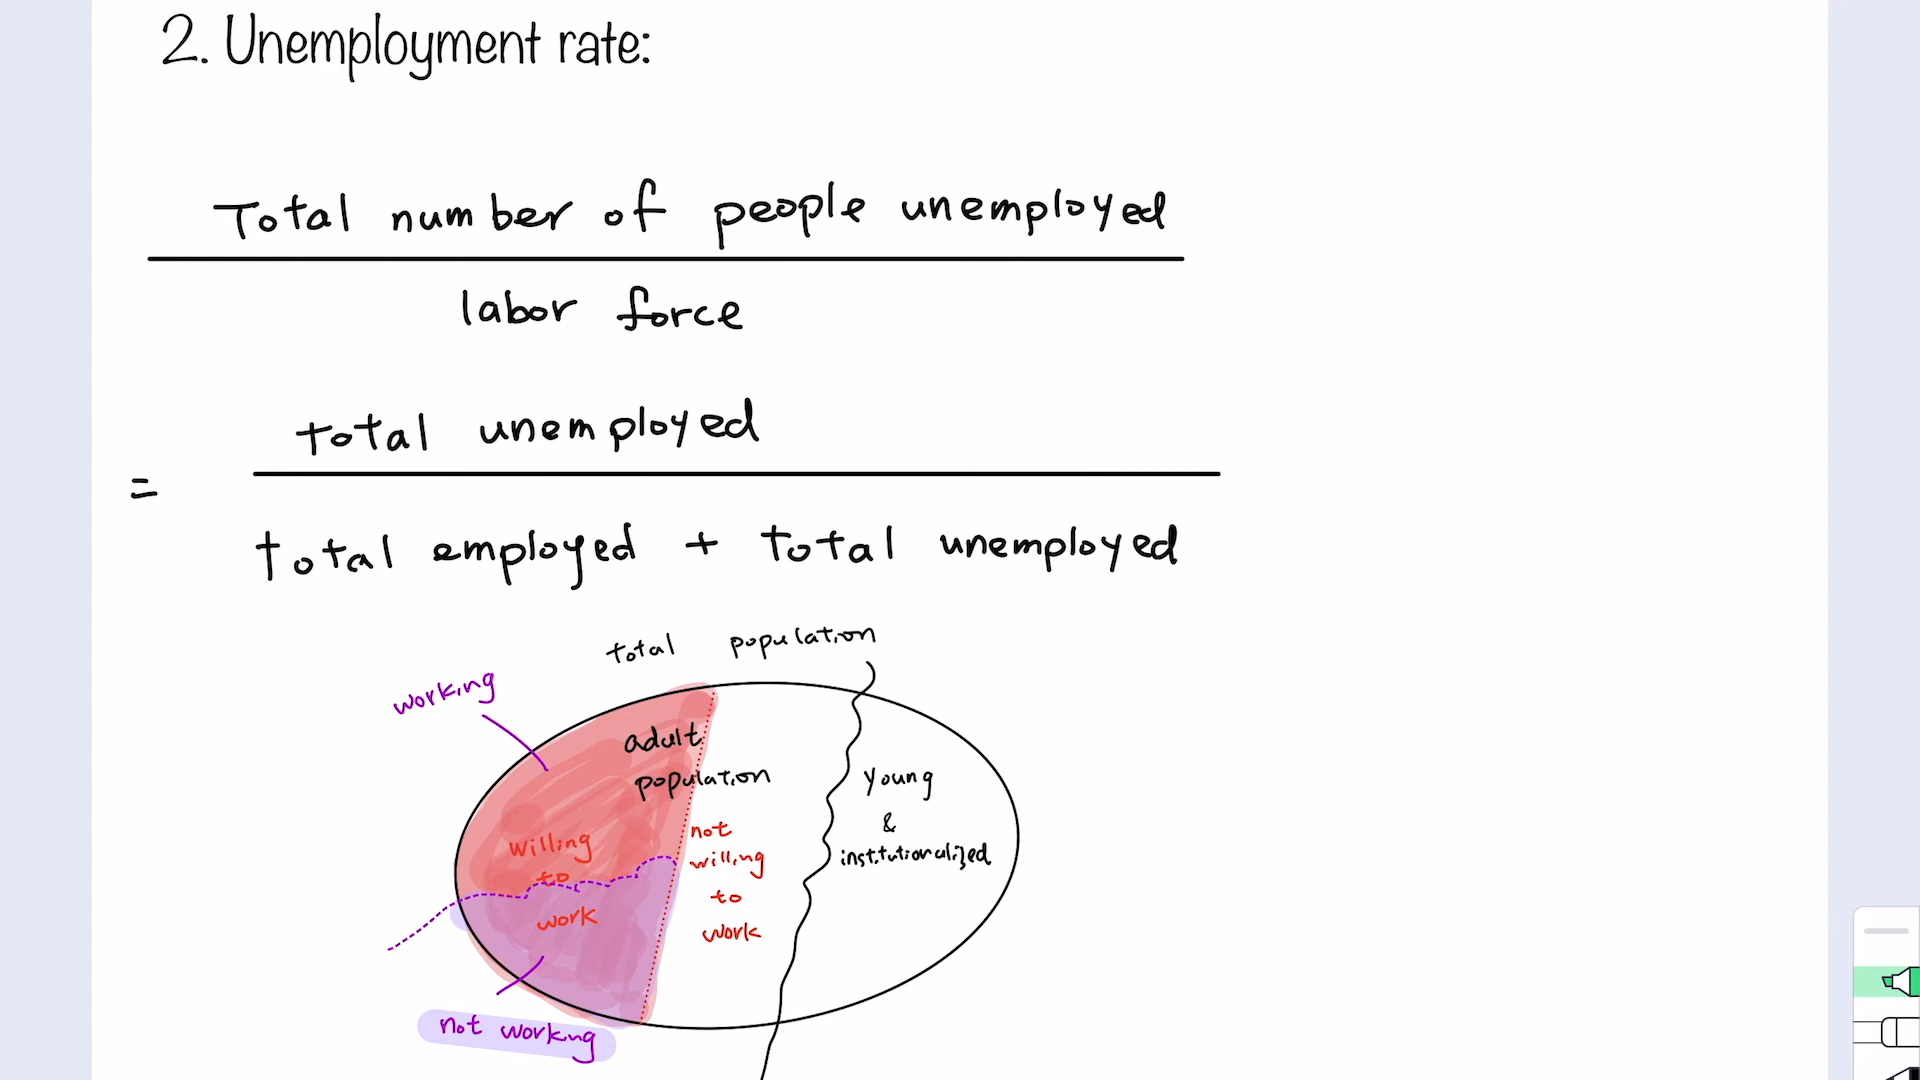 2. Unemployment rate:
Total number of people unemployed
labor force
=
total unemployed
total employed + total unemployed
total population
working
adult
population
willing
to
work
not
willing
to
work
young
&
institutionalized
not working